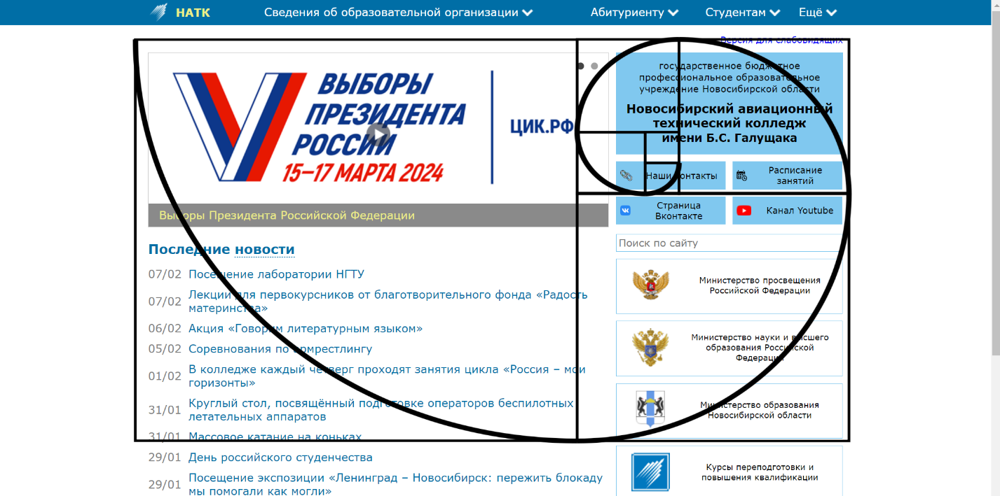 НАТК
Сведения об образовательной организации
Абитуриенту
Студентам
Ещё
Версия для слабовидящих
ВЫБОРЫ
ПРЕЗИДЕНТА
РОССИИ
15–17 МАРТА 2024
ЦИК.РФ
Выборы Президента Российской Федерации
государственное бюджетное
профессиональное образовательное
учреждение Новосибирской области
Новосибирский авиационный
технический колледж
имени Б.С. Галущака
Наши контакты
Расписание
занятий
Страница
Вконтакте
Канал Youtube
Поиск по сайту
Последние новости
07/02 Посещение лаборатории НГТУ
07/02 Лекции для первокурсников от благотворительного фонда «Радость
материнства»
06/02 Акция «Говорим литературным языком»
05/02 Соревнования по армрестлингу
01/02 В колледже каждый четверг проходят занятия цикла «Россия – мои
горизонты»
31/01 Круглый стол, посвящённый подготовке операторов беспилотных
летательных аппаратов
31/01 Массовое катание на коньках
29/01 День российского студенчества
29/01 Посещение экспозиции «Ленинград – Новосибирск: пережить блокаду
мы помогали как могли»
Министерство просвещения
Российской Федерации
Министерство науки и высшего
образования Российской
Федерации
Министерство образования
Новосибирской области
Курсы переподготовки и
повышения квалификации